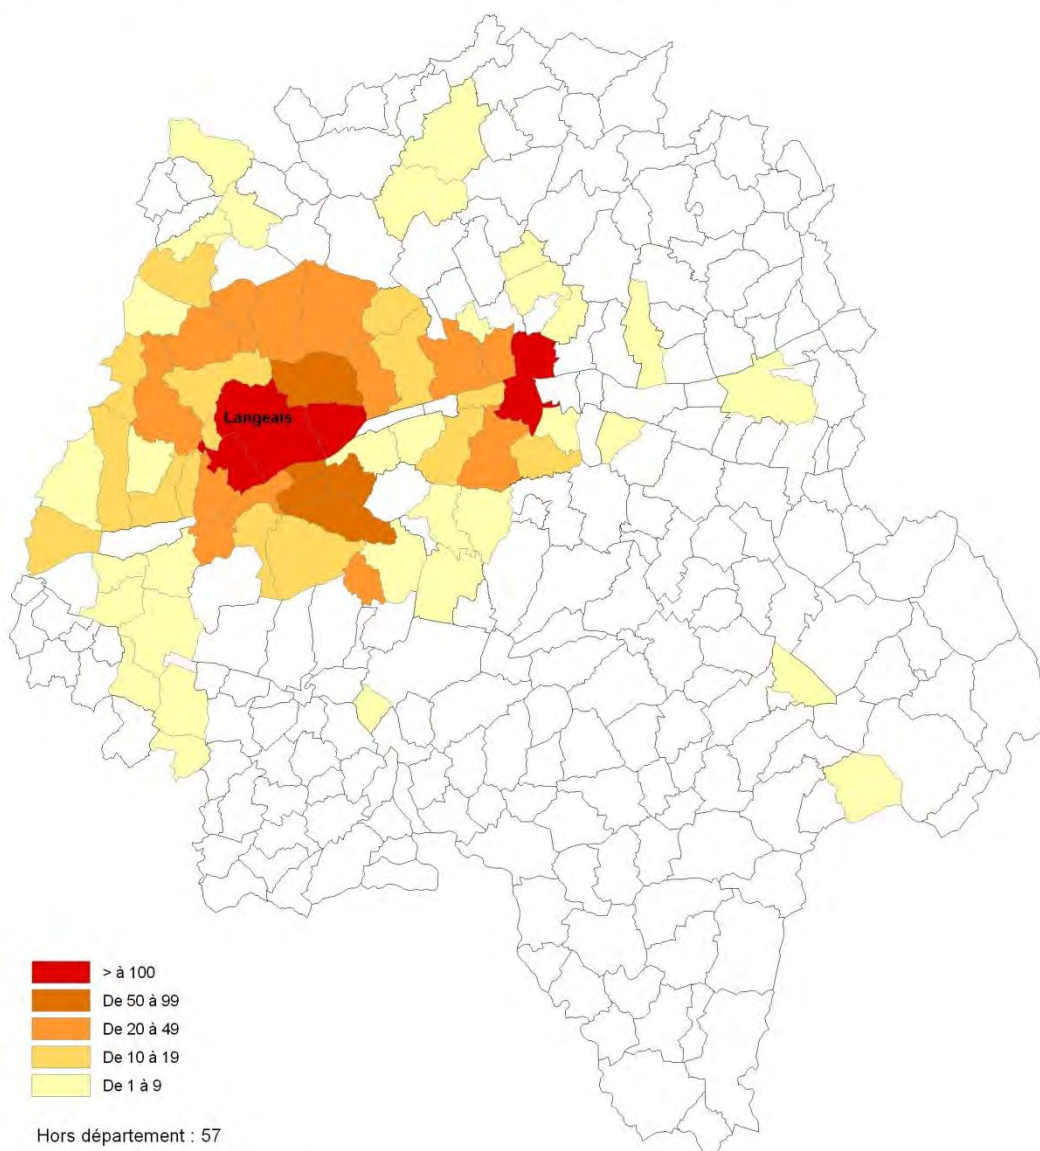 Langeais
> à 100
De 50 à 99
De 20 à 49
De 10 à 19
De 1 à 9
Hors département : 57